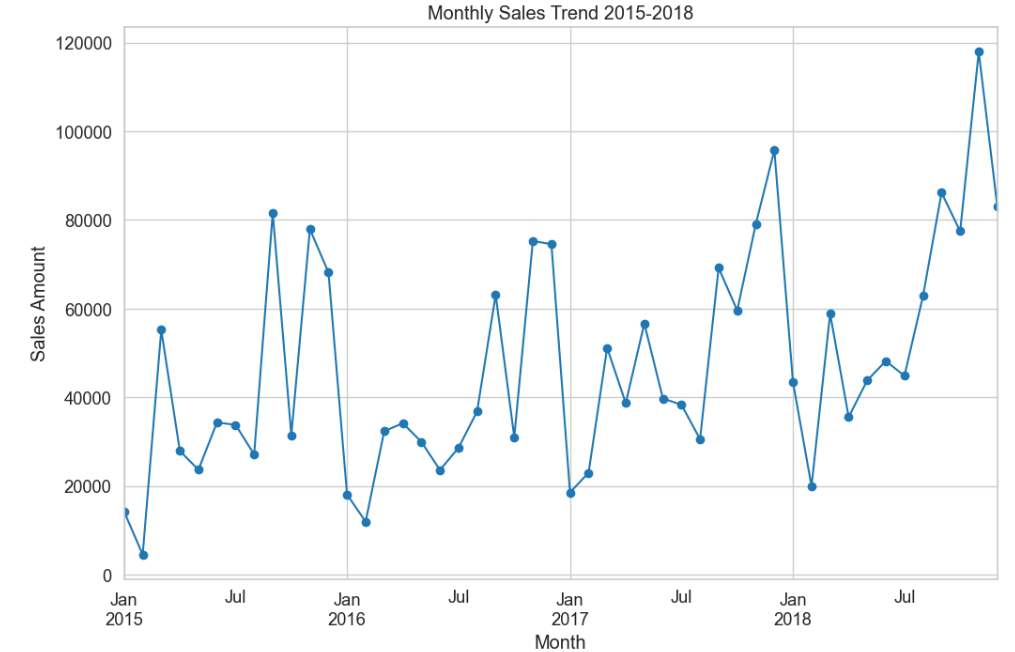 Monthly Sales Trend 2015-2018
120000
100000
80000
60000
40000
20000
0
Sales Amount
Jan Jul Jan Jul Jan Jul Jan Jul
2015 2016 2017 2018
Month